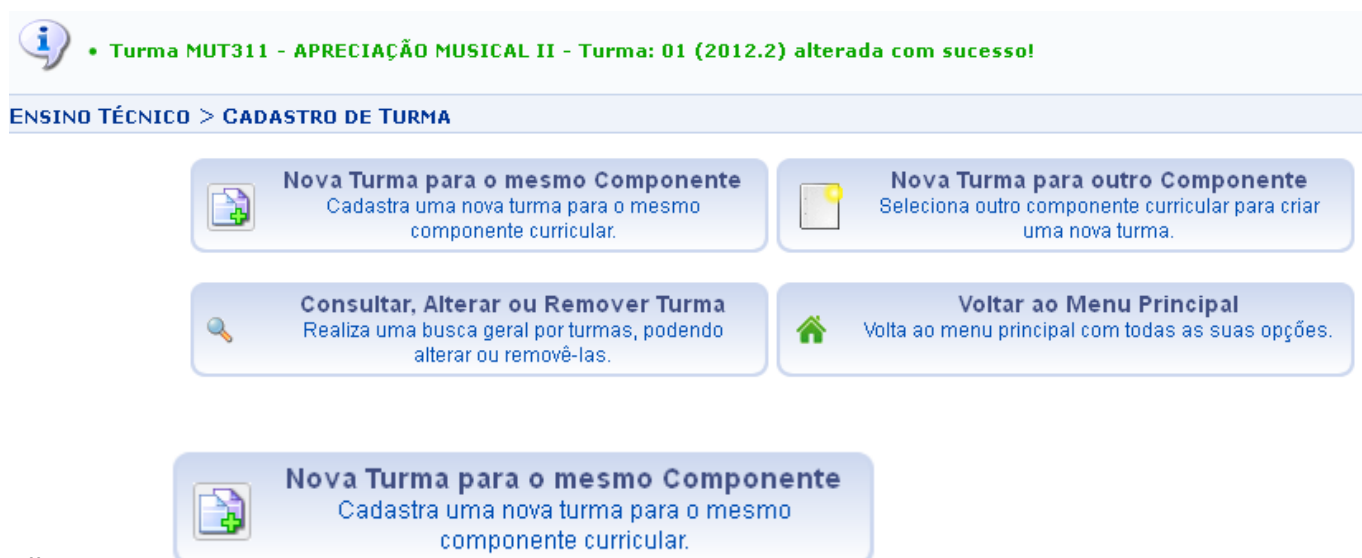 • Turma MUT311 - APRECIAÇÃO MUSICAL II - Turma: 01 (2012.2) alterada com sucesso!
ENSINO TÉCNICO > CADASTRO DE TURMA
Nova Turma para o mesmo Componente
Cadastra uma nova turma para o mesmo
componente curricular.
Nova Turma para outro Componente
Seleciona outro componente curricular para criar
uma nova turma.
Consultar, Alterar ou Remover Turma
Realiza uma busca geral por turmas, podendo
alterar ou removê-las.
Voltar ao Menu Principal
Volta ao menu principal com todas as suas opções.
Nova Turma para o mesmo Componente
Cadastra uma nova turma para o mesmo
componente curricular.